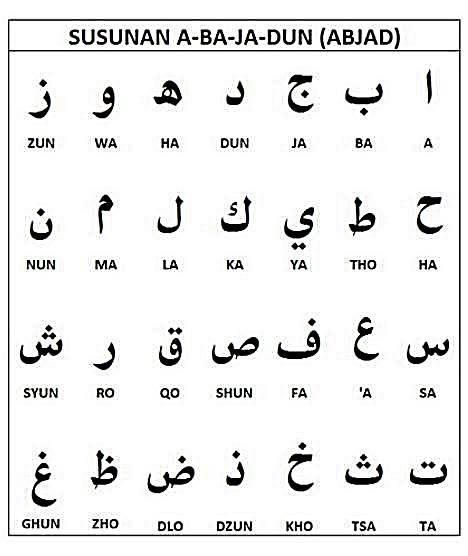 SUSUNAN A-BA-JA-DUN (ABJAD)
ا ب ج د ه و ز
ZUN WA HA DUN JA BA A
ح ط ي ك ل م ن
NUN MA LA KA YA THO HA
س ع ف ص ق ر ش
SYUN RO QO SHUN FA 'A SA
ت ث خ ذ ض ظ غ
GHUN ZHO DLO DZUN KHO TSA TA